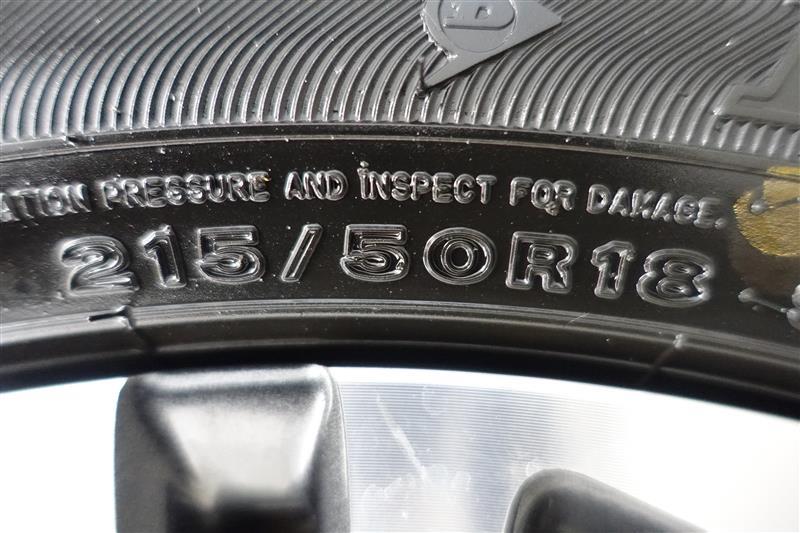 PRESSURE AND INSPECT FOR DAMAGE.
215/50R18